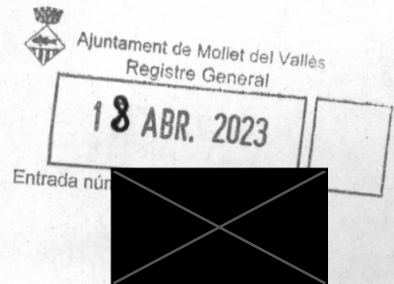 Ajuntament de Mollet del Vallès
Registre General
18 ABR. 2023
Entrada núm